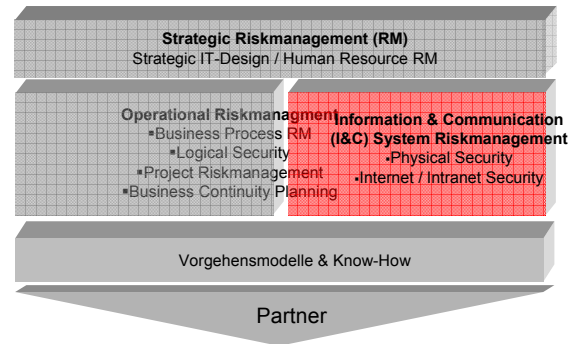 Strategic Riskmanagement (RM)
Strategic IT-Design / Human Resource RM
Operational Riskmanagment
▪Business Process RM
▪Logical Security
▪Project Riskmanagement
▪Business Continuity Planning
Information & Communication
(I&C) System Riskmanagement
▪Physical Security
▪Internet / Intranet Security
Vorgehensmodelle & Know-How
Partner